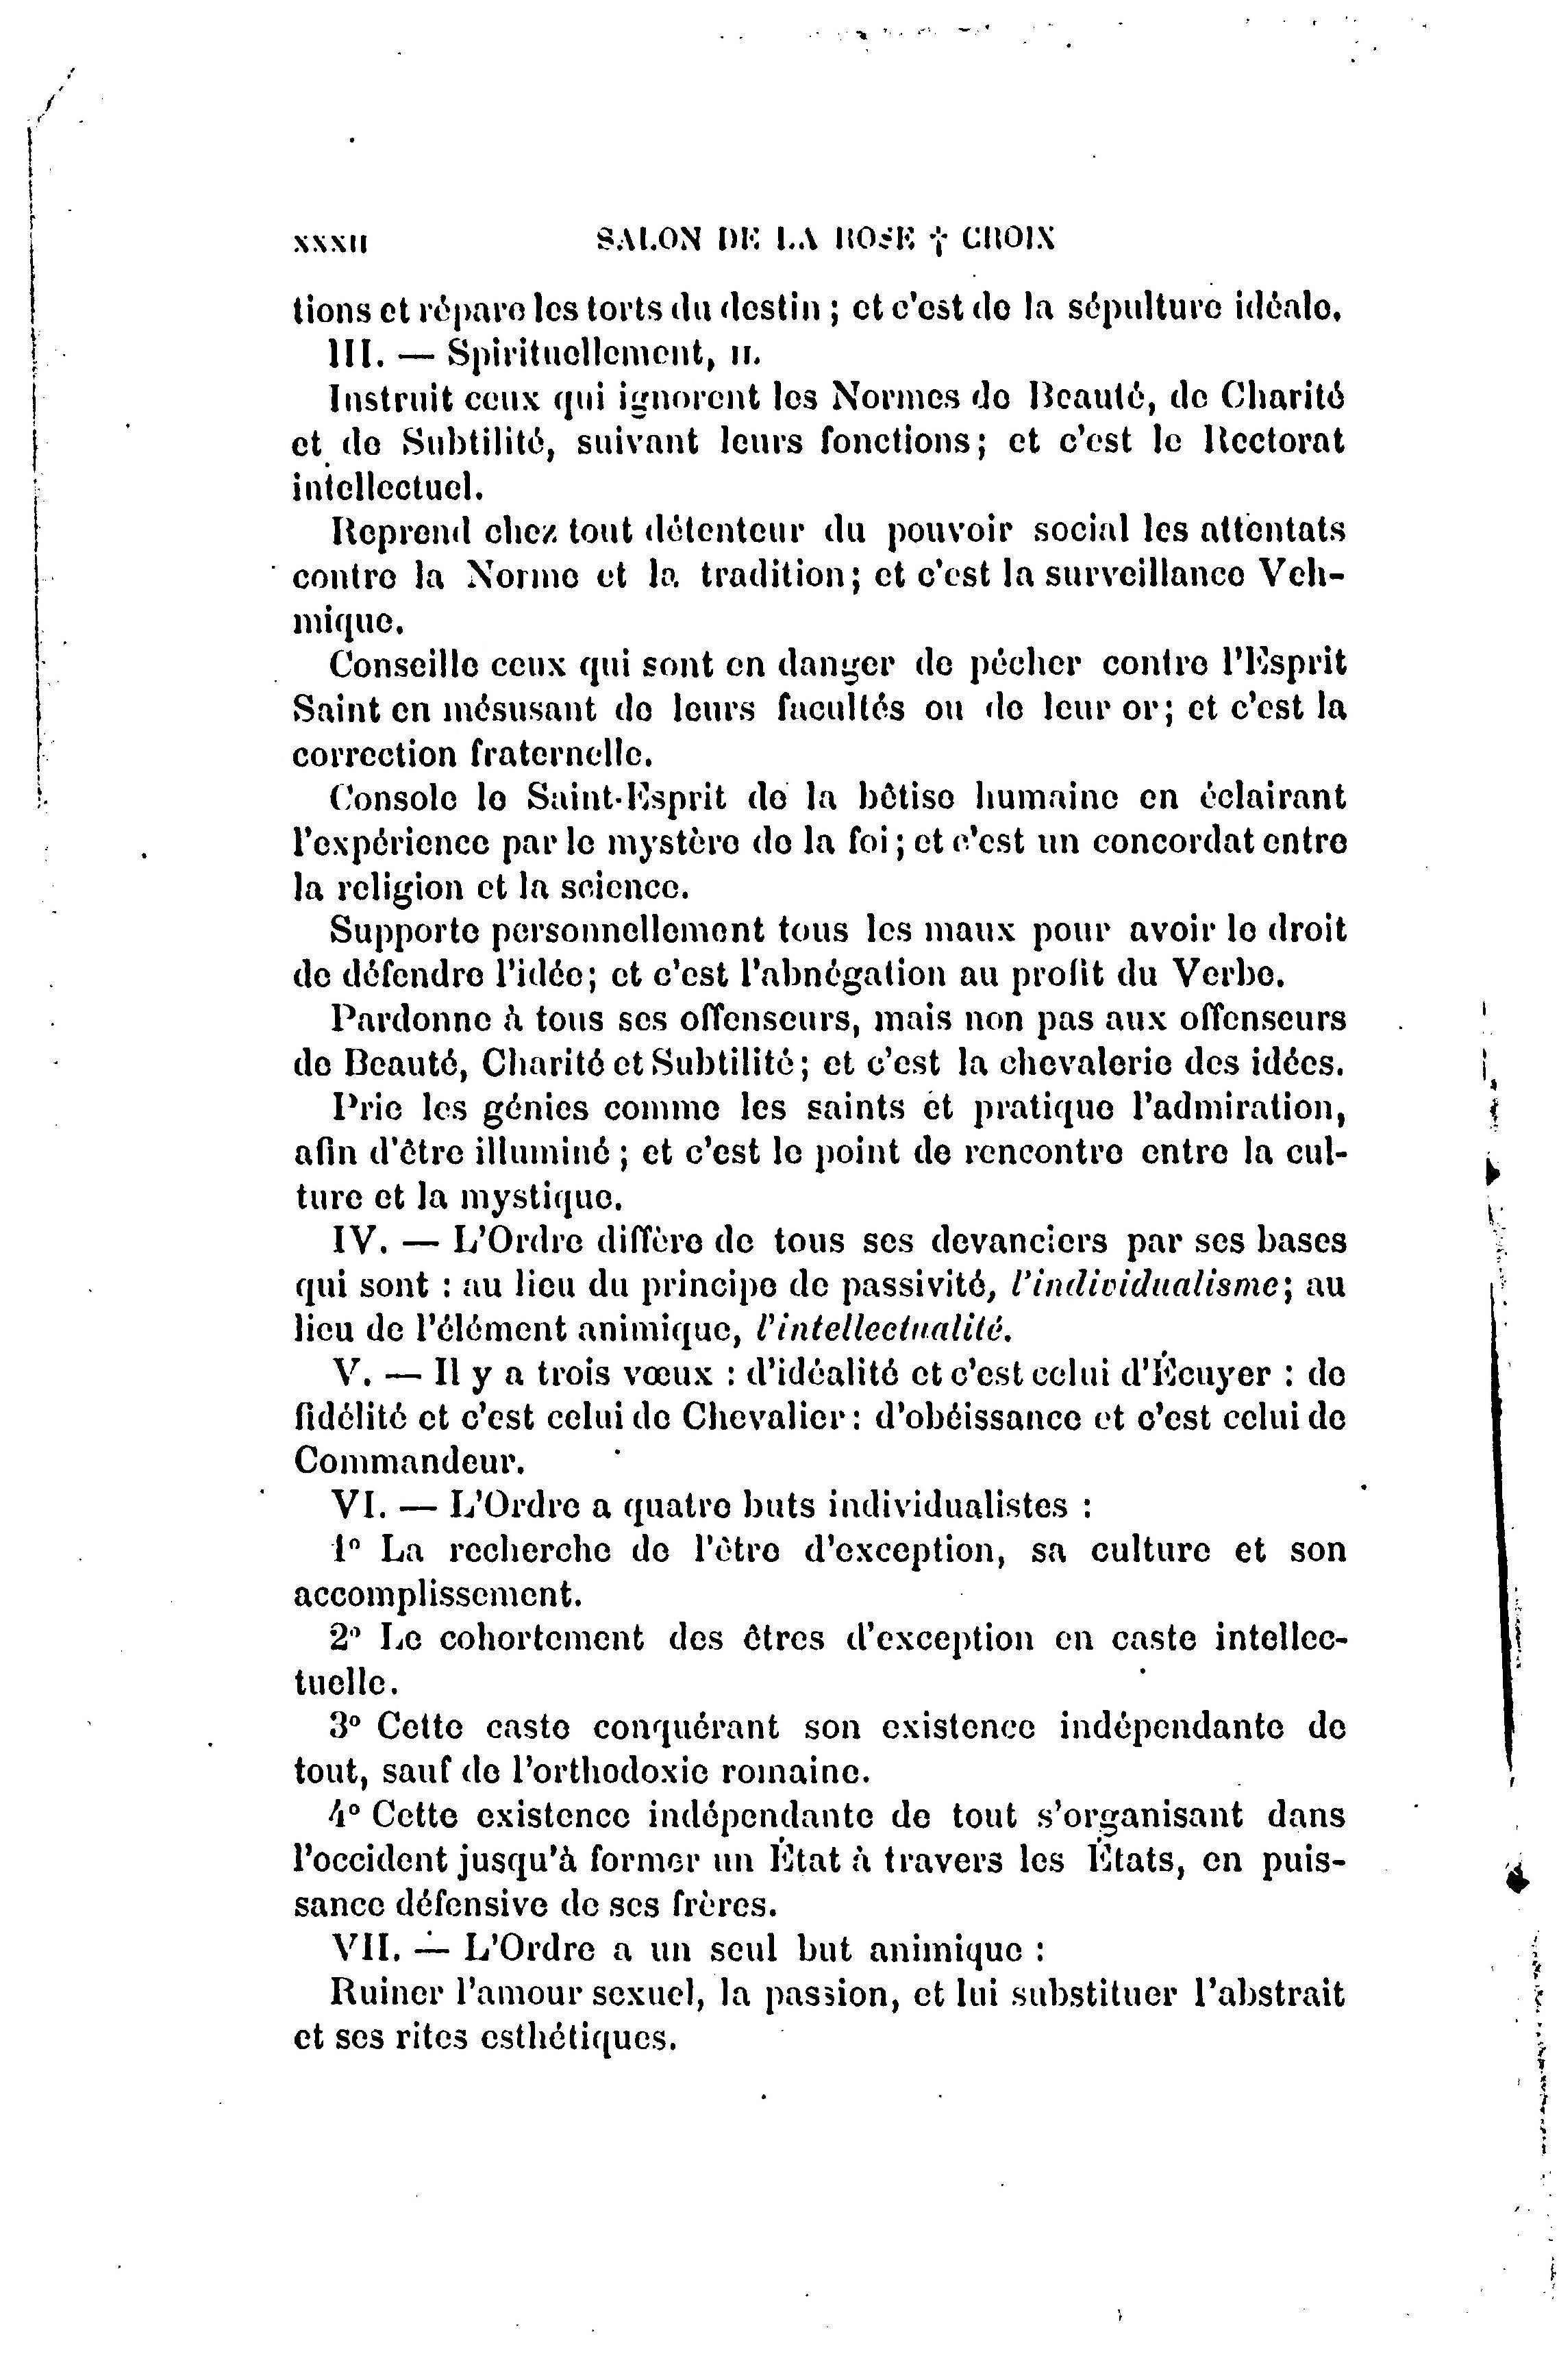 XXXII SALON DE LA ROSE † CROIX
tions et répare les torts du destin ; et c'est de la sépulture idéale.
III. — Spirituellement, II.
Instruit ceux qui ignorent les Normes de Beauté, de Charité
et de Subtilité, suivant leurs fonctions; et c'est le Rectorat
intellectuel.
Reprend chez tout détenteur du pouvoir social les attentats
contre la Norme et la tradition; et c'est la surveillance Veh-
mique.
Conseille ceux qui sont en danger de pécher contre l'Esprit
Saint en mésusant de leurs facultés ou de leur or; et c'est la
correction fraternelle.
Console le Saint-Esprit de la bêtise humaine en éclairant
l'expérience par le mystère de la foi ; et c'est un concordat entre
la religion et la science.
Supporte personnellement tous les maux pour avoir le droit
de défendre l'idée; et c'est l'abnégation au profit du Verbe.
Pardonne à tous ses offenseurs, mais non pas aux offenseurs
de Beauté, Charité et Subtilité; et c'est la chevalerie des idées.
Prie les génies comme les saints et pratique l'admiration,
afin d'être illuminé ; et c'est le point de rencontre entre la cul-
ture et la mystique.
IV. — L'Ordre diffère de tous ses devanciers par ses bases
qui sont : au lieu du principe de passivité, l'individualisme; au
lieu de l'élément animique, l'intellectualité.
V. — Il y a trois vœux : d'idéalité et c'est celui d'Écuyer : de
fidélité et c'est celui de Chevalier : d'obéissance et c'est celui de
Commandeur.
VI. — L'Ordre a quatre buts individualistes :
1° La recherche de l'être d'exception, sa culture et son
accomplissement.
2° Le cohortement des êtres d'exception en caste intellec-
tuelle.
3° Cette caste conquérant son existence indépendante de
tout, sauf de l'orthodoxie romaine.
4° Cette existence indépendante de tout s'organisant dans
l'occident jusqu'à former un État à travers les États, en puis-
sance défensive de ses frères.
VII. — L'Ordre a un seul but animique :
Ruiner l'amour sexuel, la passion, et lui substituer l'abstrait
et ses rites esthétiques.